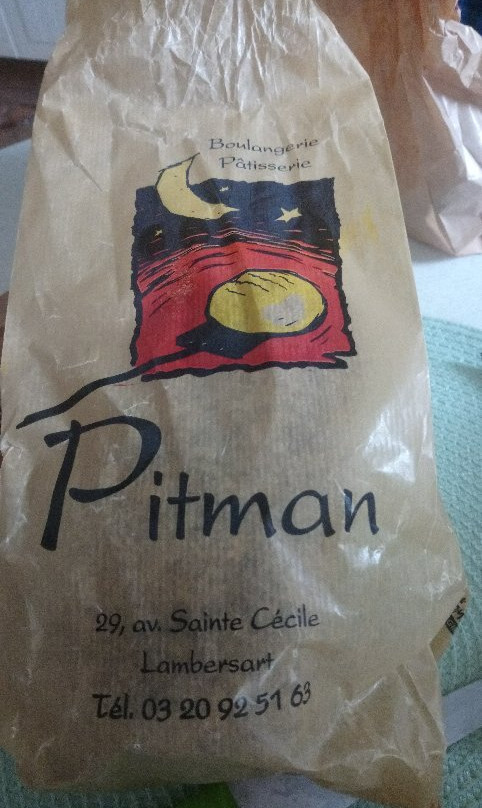 Boulangerie
Pâtisserie
Pitman
29, av. Sainte Cécile
Lambersart
Tél. 03 20 92 51 63